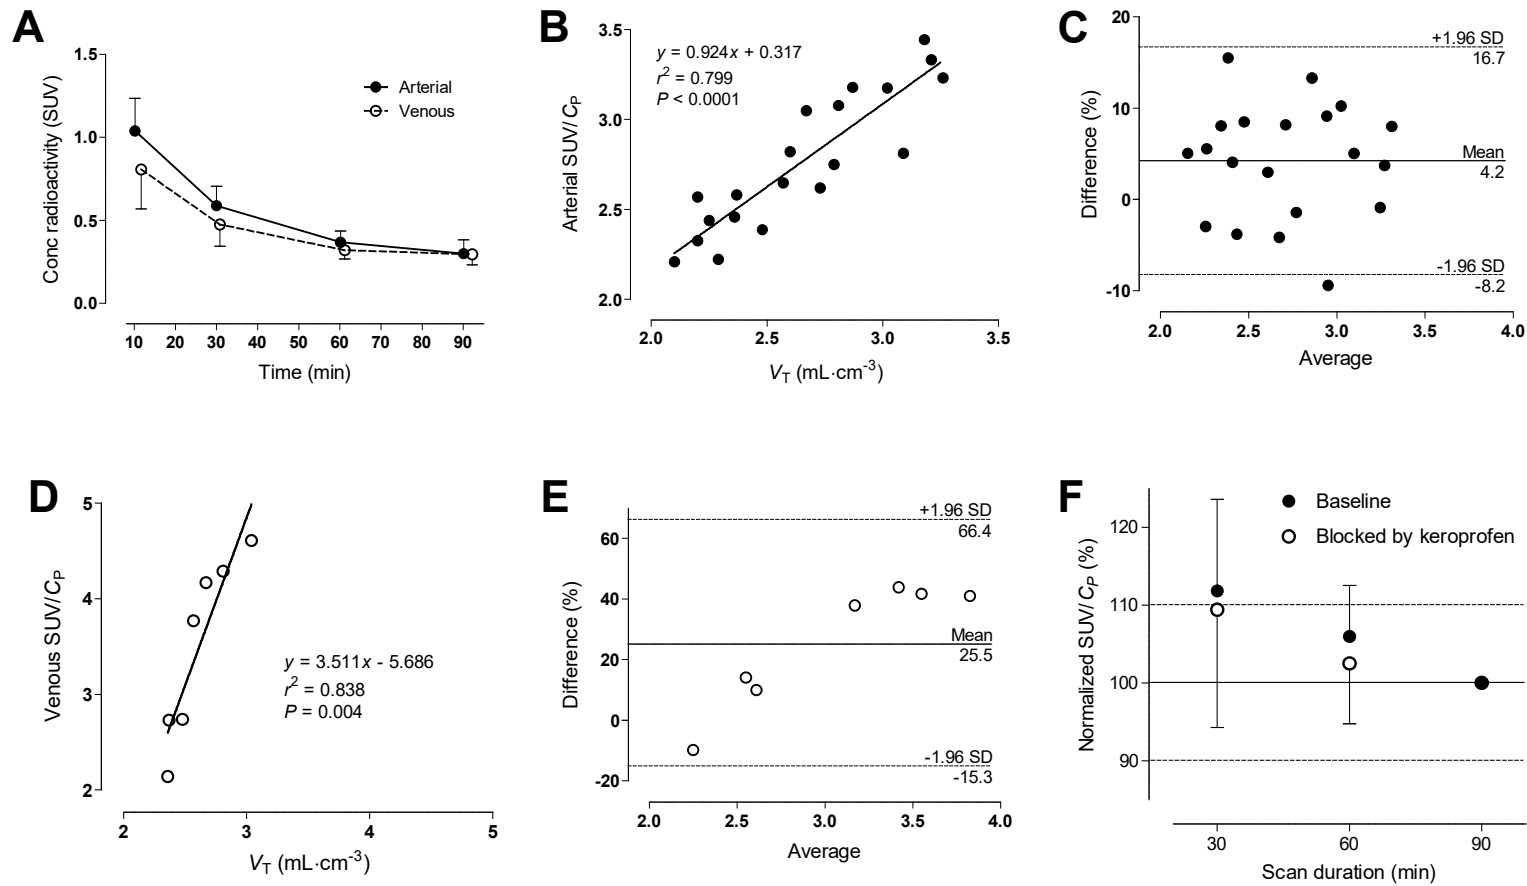 A
Conc radioactivity (SUV)
1.5
1.0
0.5
0.0
Arterial
Venous
10 20 30 40 50 60 70 80 90
Time (min)
B
Arterial SUV/CP
3.5
3.0
2.5
2.0
y = 0.924x + 0.317
r2 = 0.799
P < 0.0001
2.0 2.5 3.0 3.5
VT (mL·cm-3)
C
Difference (%)
20
10
0
-10
+1.96 SD
16.7
Mean
4.2
-1.96 SD
-8.2
2.0 2.5 3.0 3.5 4.0
Average
D
Venous SUV/CP
5
4
3
2
y = 3.511x - 5.686
r2 = 0.838
P = 0.004
2 3 4 5
VT (mL·cm-3)
E
Difference (%)
60
40
20
0
-20
+1.96 SD
66.4
Mean
25.5
-1.96 SD
-15.3
2.0 2.5 3.0 3.5 4.0
Average
F
Normalized SUV/CP (%)
120
110
100
90
Baseline
Blocked by keroprofen
30 60 90
Scan duration (min)